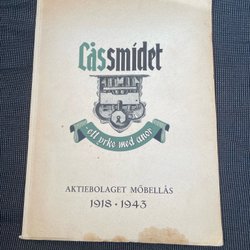 Låssmidet
ett yrke med anor
AKTIEBOLAGET MÖBELLÅS
1918 • 1943